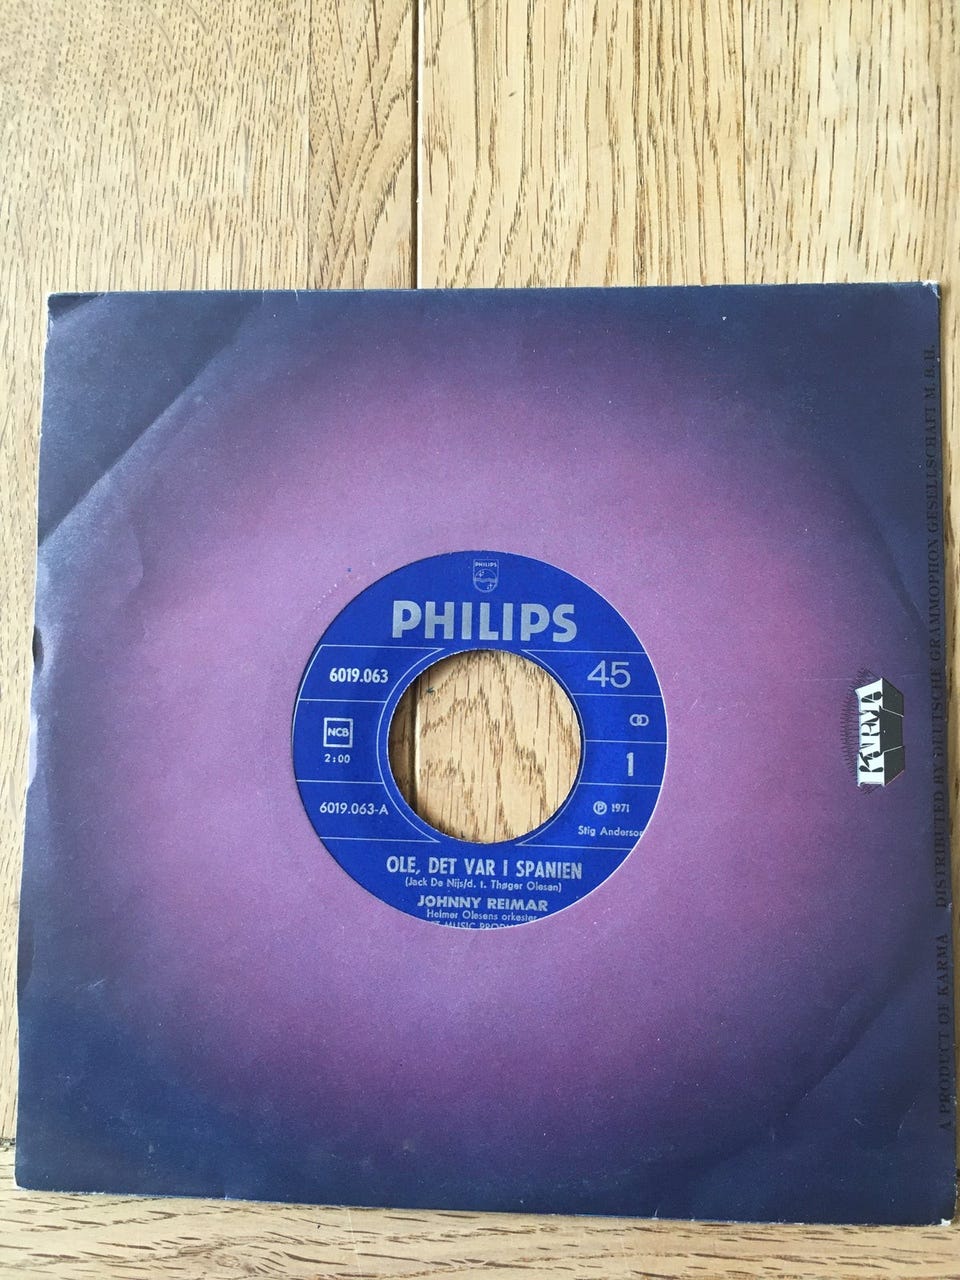 PHILIPS
PHILIPS
6019.063
45
NCB
2:00
1
6019.063-A
℗ 1971
Stig Anderson
OLE, DET VAR I SPANIEN
(Jack De Nijs/d. t. Thøger Olesen)
JOHNNY REIMAR
Helmer Olesens orkester
MUSIC
KARMA
A PRODUCT OF KARMA DISTRIBUTED BY DEUTSCHE GRAMMOPHON GESELLSCHAFT M.B.H.